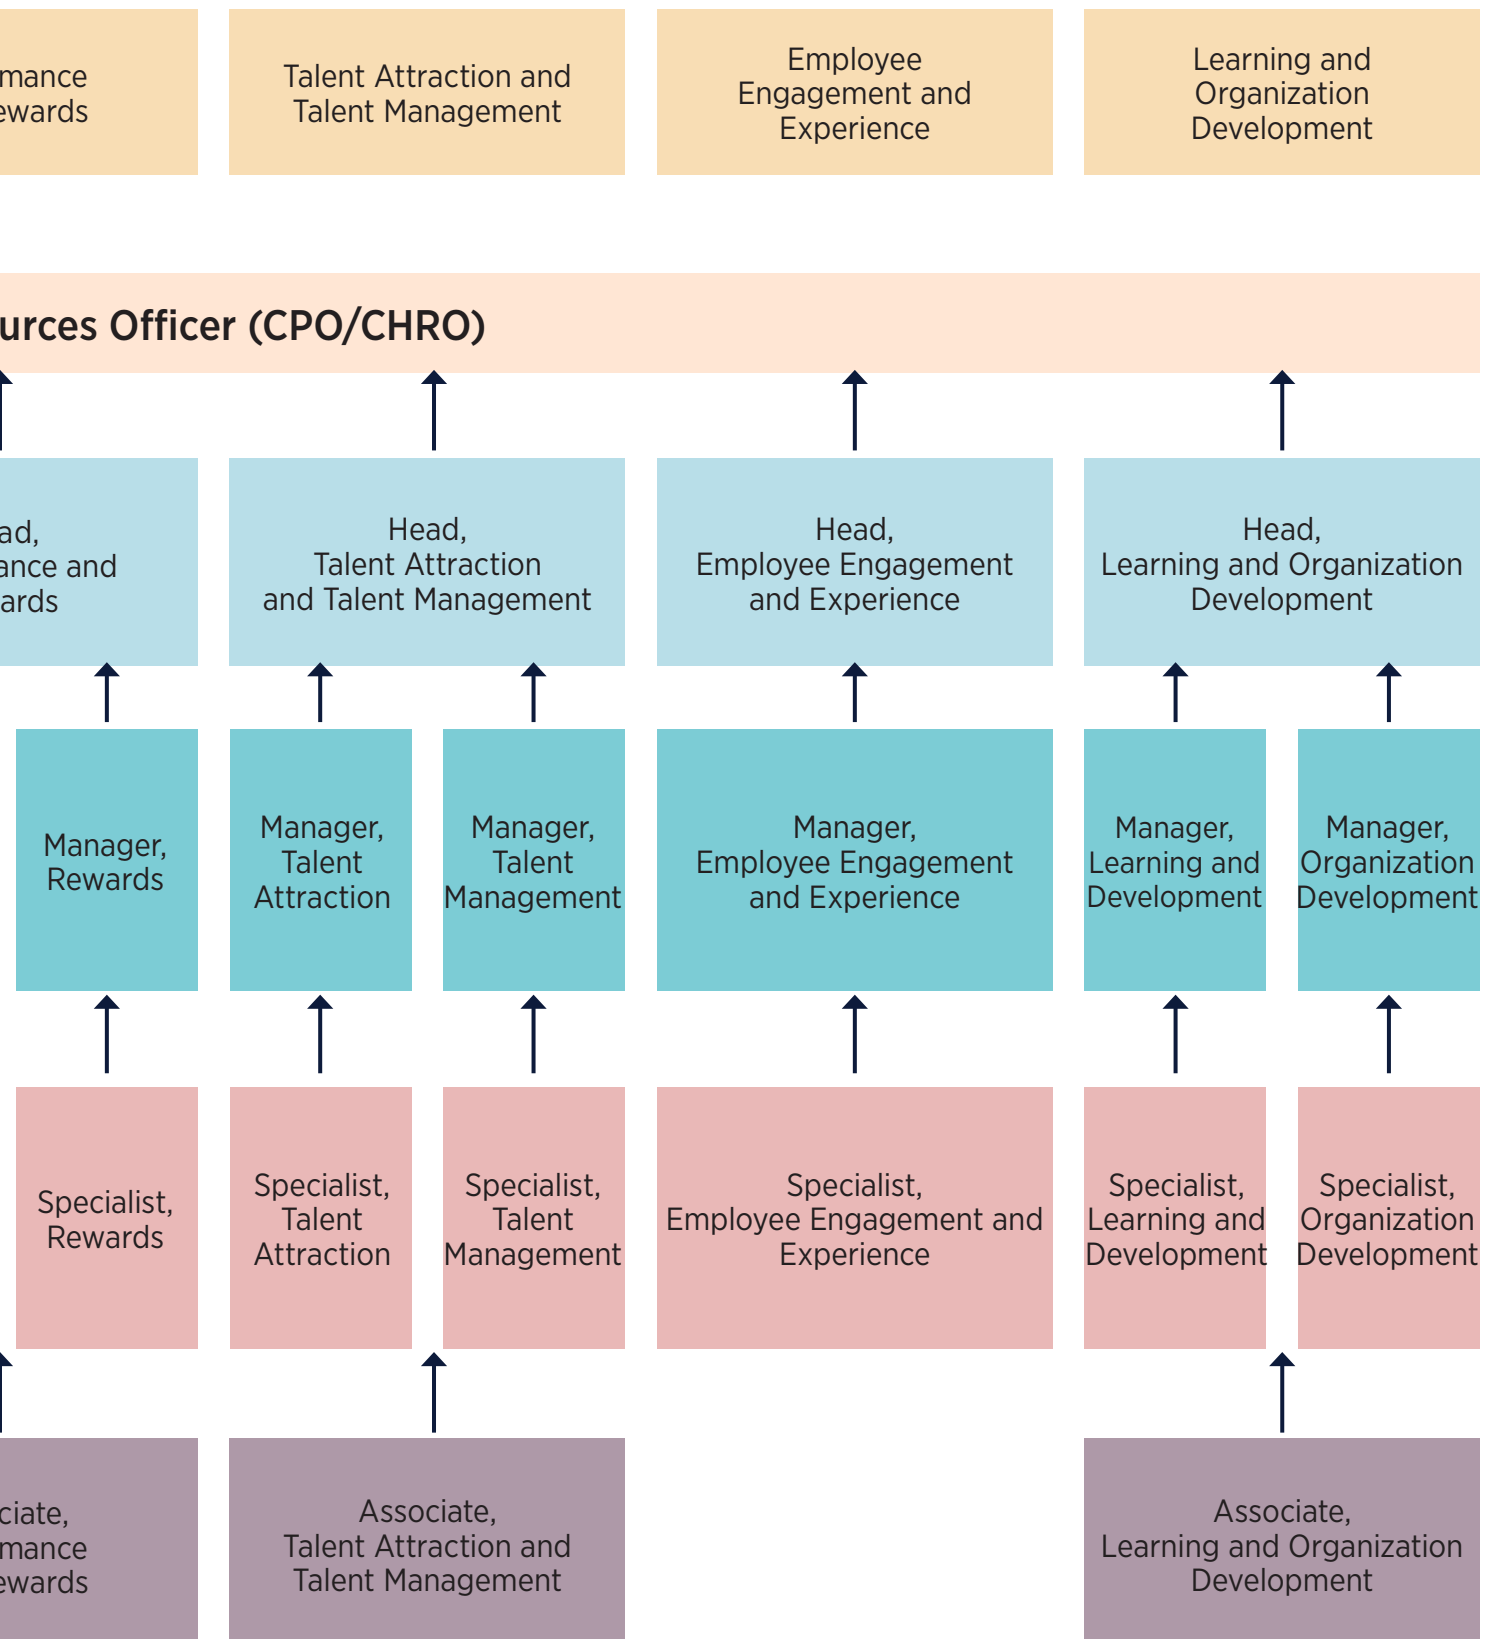 mance
ewards
Talent Attraction and
Talent Management
Employee
Engagement and
Experience
Learning and
Organization
Development
urces Officer (CPO/CHRO)
ad,
ance and
ards
Head,
Talent Attraction
and Talent Management
Head,
Employee Engagement
and Experience
Head,
Learning and Organization
Development
Manager,
Rewards
Manager,
Talent
Attraction
Manager,
Talent
Management
Manager,
Employee Engagement
and Experience
Manager,
Learning and
Development
Manager,
Organization
Development
Specialist,
Rewards
Specialist,
Talent
Attraction
Specialist,
Talent
Management
Specialist,
Employee Engagement and
Experience
Specialist,
Learning and
Development
Specialist,
Organization
Development
ciate,
mance
ewards
Associate,
Talent Attraction and
Talent Management
Associate,
Learning and Organization
Development